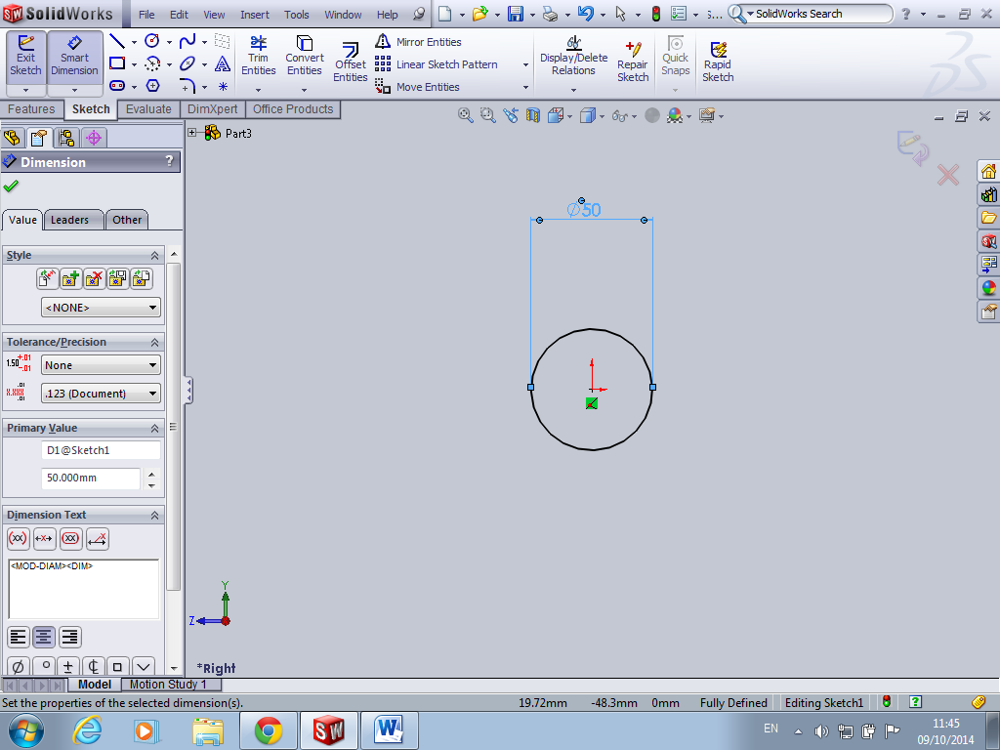 SolidWorks File Edit View Insert Tools Window Help S... SolidWorks Search ?
Exit Sketch
Smart Dimension
Trim Entities
Convert Entities
Offset Entities
Mirror Entities
Linear Sketch Pattern
Move Entities
Display/Delete Relations
Repair Sketch
Quick Snaps
Rapid Sketch
Features Sketch Evaluate DimXpert Office Products
Part3
Dimension ?
Value Leaders Other
Style
<NONE>
Tolerance/Precision
1.50 +.01 -.01
None
.123 (Document)
Primary Value
D1@Sketch1
50.000mm
Dimension Text
(xx) (xx)
<MOD-DIAM><DIM>
∅50
Y
Z
*Right
Model Motion Study 1
Set the properties of the selected dimension(s). 19.72mm -48.3mm 0mm Fully Defined Editing Sketch1 ?
EN 11:45
09/10/2014